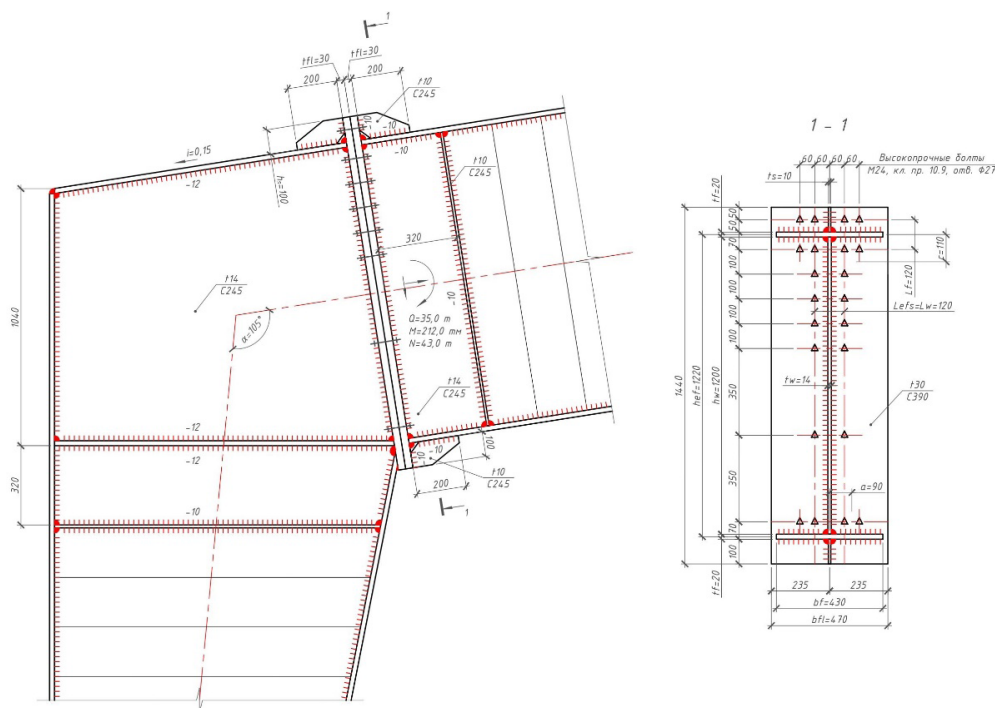 1
tfl=30
tfl=30
200
200
t10
С245
-10
-10
-10
i=0,15
-12
hr=100
t10
С245
320
-10
t14
С245
α=105°
Q=35,0 т
М=212,0 тм
N=43,0 т
1040
t14
С245
-12
-12
-10
-10
100
t10
С245
200
320
-10
1
1 - 1
60 60 60 60
Высокопрочные болты
М24, кл. пр. 10.9, отв. Ф27
ts=10
tf=20
50
50
70
100
100
100
100
350
350
70
100
1440
hef=1220
hw=1200
tf=20
c=110
Lf=120
Lefs=Lw=120
tw=14
t30
С390
a=90
235
235
bf=430
bfl=470